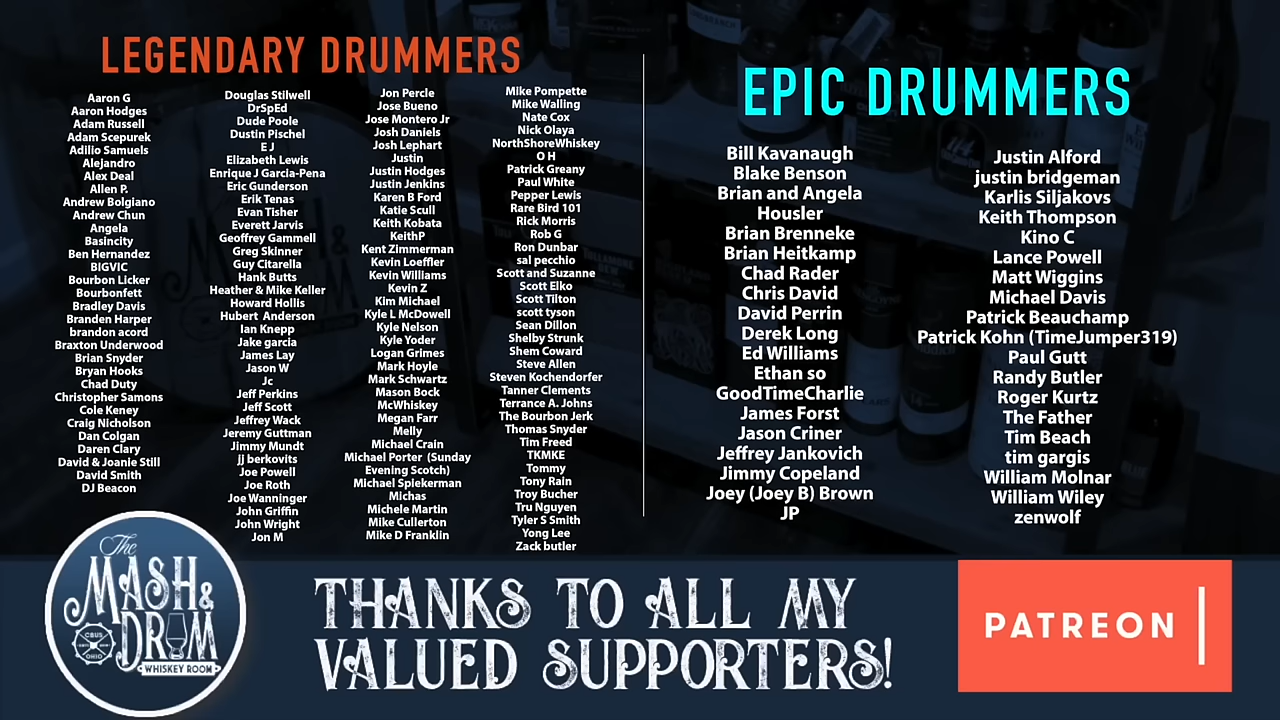 LEGENDARY DRUMMERS
Aaron G
Aaron Hodges
Adam Russell
Adam Scepurek
Adilio Samuels
Alejandro
Alex Deal
Allen P.
Andrew Bolgiano
Andrew Chun
Angela
Basincity
Ben Hernandez
BIGVIC
Bourbon Licker
Bourbonfett
Bradley Davis
Branden Harper
brandon acord
Braxton Underwood
Brian Snyder
Bryan Hooks
Chad Duty
Christopher Samons
Cole Keney
Craig Nicholson
Dan Colgan
Daren Clary
David & Joanie Still
David Smith
DJ Beacon
Douglas Stilwell
DrSpEd
Dude Poole
Dustin Pischel
E J
Elizabeth Lewis
Enrique J Garcia-Pena
Eric Gunderson
Erik Tenas
Evan Tisher
Everett Jarvis
Geoffrey Gammell
Greg Skinner
Guy Citarella
Hank Butts
Heather & Mike Keller
Howard Hollis
Hubert Anderson
Ian Knepp
Jake garcia
James Lay
Jason W
Jc
Jeff Perkins
Jeff Scott
Jeffrey Wack
Jeremy Guttman
Jimmy Mundt
jj berkovits
Joe Powell
Joe Roth
Joe Wanninger
John Griffin
John Wright
Jon M
Jon Percle
Jose Bueno
Jose Montero Jr
Josh Daniels
Josh Lephart
Justin
Justin Hodges
Justin Jenkins
Karen B Ford
Katie Scull
Keith Kobata
KeithP
Kent Zimmerman
Kevin Loeffler
Kevin Williams
Kevin Z
Kim Michael
Kyle L McDowell
Kyle Nelson
Kyle Yoder
Logan Grimes
Mark Hoyle
Mark Schwartz
Mason Bock
McWhiskey
Megan Farr
Melly
Michael Crain
Michael Porter (Sunday
Evening Scotch)
Michael Spiekerman
Michas
Michele Martin
Mike Cullerton
Mike D Franklin
Mike Pompette
Mike Walling
Nate Cox
Nick Olaya
NorthShoreWhiskey
O H
Patrick Greany
Paul White
Pepper Lewis
Rare Bird 101
Rick Morris
Rob G
Ron Dunbar
sal pecchio
Scott and Suzanne
Scott Elko
Scott Tilton
scott tyson
Sean Dillon
Shelby Strunk
Shem Coward
Steve Allen
Steven Kochendorfer
Tanner Clements
Terrance A. Johns
The Bourbon Jerk
Thomas Snyder
Tim Freed
TKMKE
Tommy
Tony Rain
Troy Bucher
Tru Nguyen
Tyler S Smith
Yong Lee
Zack butler
EPIC DRUMMERS
Bill Kavanaugh
Blake Benson
Brian and Angela
Housler
Brian Brenneke
Brian Heitkamp
Chad Rader
Chris David
David Perrin
Derek Long
Ed Williams
Ethan so
GoodTimeCharlie
James Forst
Jason Criner
Jeffrey Jankovich
Jimmy Copeland
Joey (Joey B) Brown
JP
Justin Alford
justin bridgeman
Karlis Siljakovs
Keith Thompson
Kino C
Lance Powell
Matt Wiggins
Michael Davis
Patrick Beauchamp
Patrick Kohn (TimeJumper319)
Paul Gutt
Randy Butler
Roger Kurtz
The Father
Tim Beach
tim gargis
William Molnar
William Wiley
zenwolf
The
MASH &
DRUM
CBUS
OHIO
WHISKEY ROOM
THANKS TO ALL MY
VALUED SUPPORTERS!
PATREON